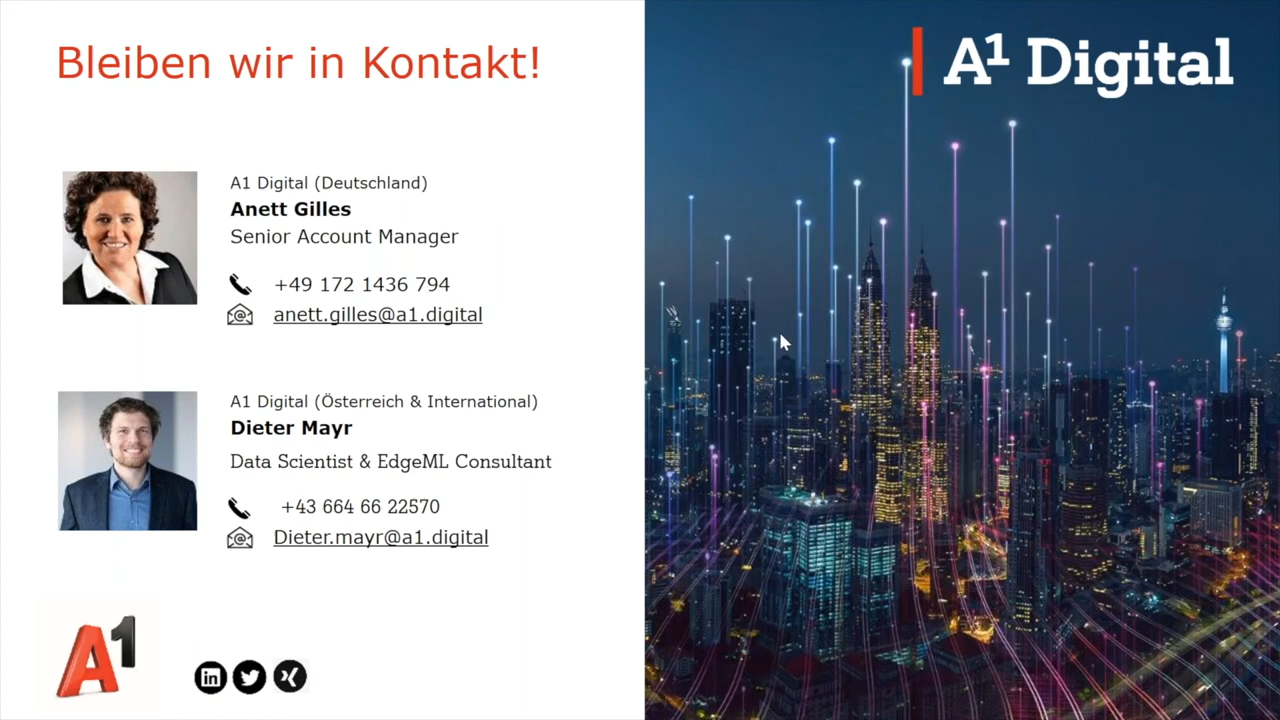 Bleiben wir in Kontakt!
A1 Digital
A1 Digital (Deutschland)
Anett Gilles
Senior Account Manager
+49 172 1436 794
anett.gilles@a1.digital
A1 Digital (Österreich & International)
Dieter Mayr
Data Scientist & EdgeML Consultant
+43 664 66 22570
Dieter.mayr@a1.digital
A1
in